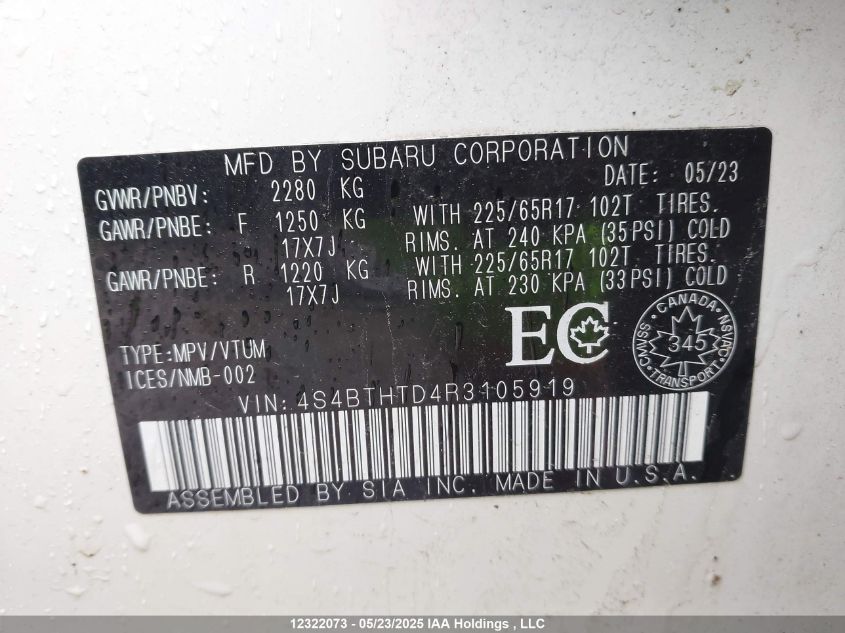 MFD BY SUBARU CORPORATION
DATE: 05/23
GVWR/PNBV: 2280 KG
GAWR/PNBE: F 1250 KG WITH 225/65R17 102T TIRES.
17X7J RIMS. AT 240 KPA (35PSI) COLD
GAWR/PNBE: R 1220 KG WITH 225/65R17 102T TIRES.
17X7J RIMS. AT 230 KPA (33PSI) COLD
EC
CANADA
CMVSS 345 NSVAC
TYPE:MPV/VTUM
ICES/NMB-002
VIN: 4S4BTHTD4R3105919
ASSEMBLED BY SIA INC. MADE IN U.S.A.
12322073 - 05/23/2025 IAA Holdings , LLC